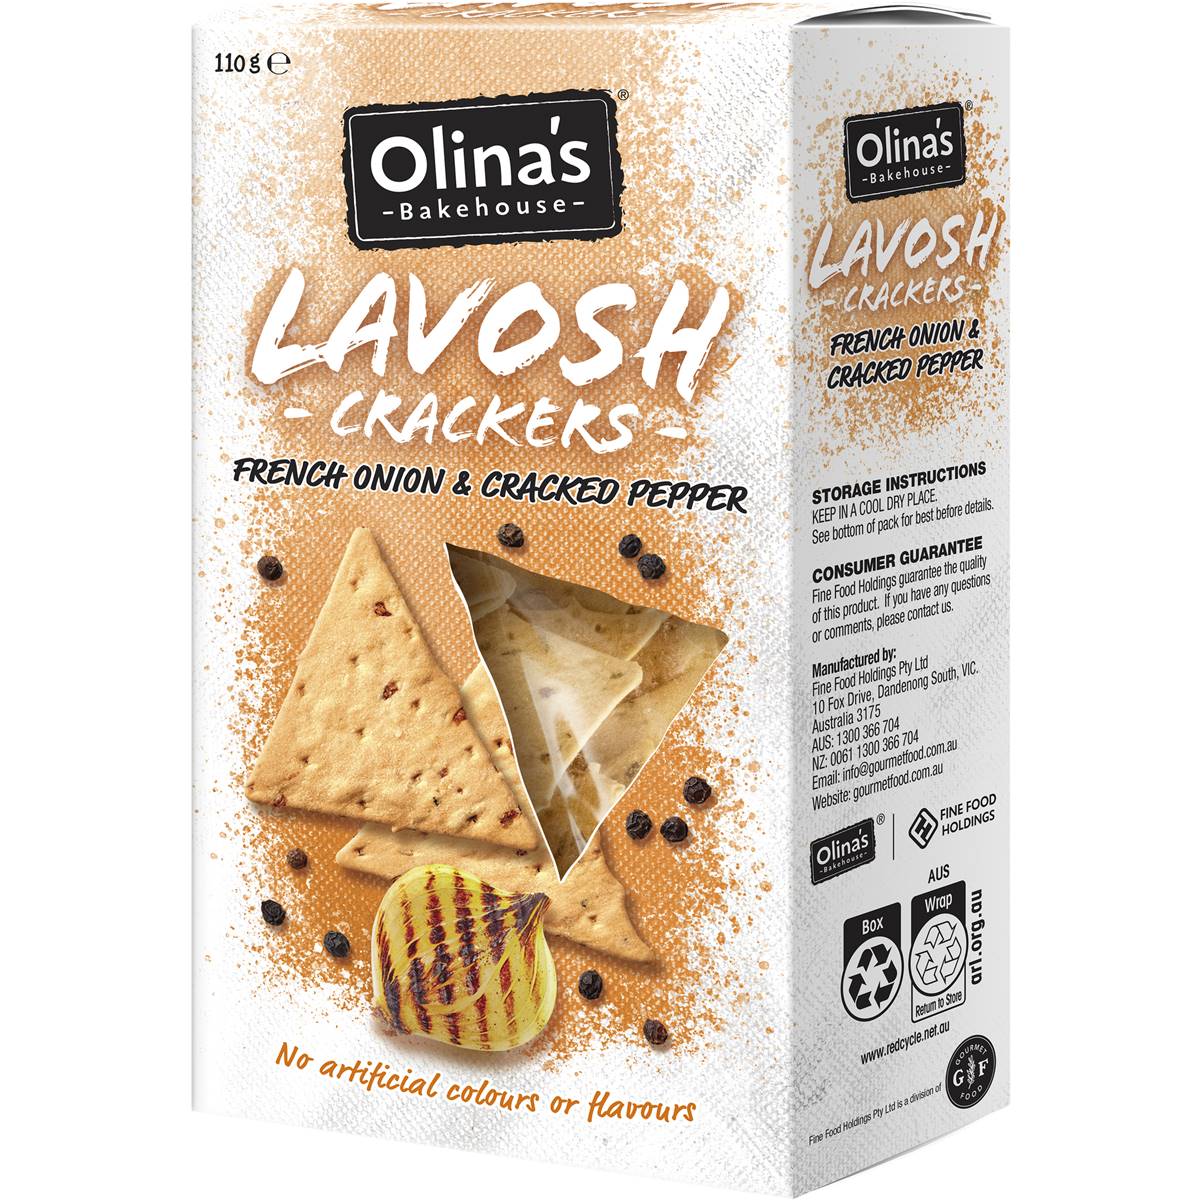 110 g ℮
Olina's ®
-Bakehouse-
LAVOSH
- CRACKERS -
FRENCH ONION & CRACKED PEPPER
No artificial colours or flavours
Olina's ®
-Bakehouse-
LAVOSH
- CRACKERS -
FRENCH ONION &
CRACKED PEPPER
STORAGE INSTRUCTIONS
KEEP IN A COOL DRY PLACE.
See bottom of pack for best before details.
CONSUMER GUARANTEE
Fine Food Holdings guarantee the quality
of this product. If you have any questions
or comments, please contact us.
Manufactured by:
Fine Food Holdings Pty Ltd
10 Fox Drive, Dandenong South, VIC.
Australia 3175
AUS: 1300 366 704
NZ: 0061 1300 366 704
Email: info@gourmetfood.com.au
Website: gourmetfood.com.au
Olina's ®
-Bakehouse-
FINE FOOD
HOLDINGS
AUS
Box
Wrap
Return to Store
arl.org.au
www.redcycle.net.au
Fine Food Holdings Pty Ltd is a division of
GOURMET
G F
FOOD